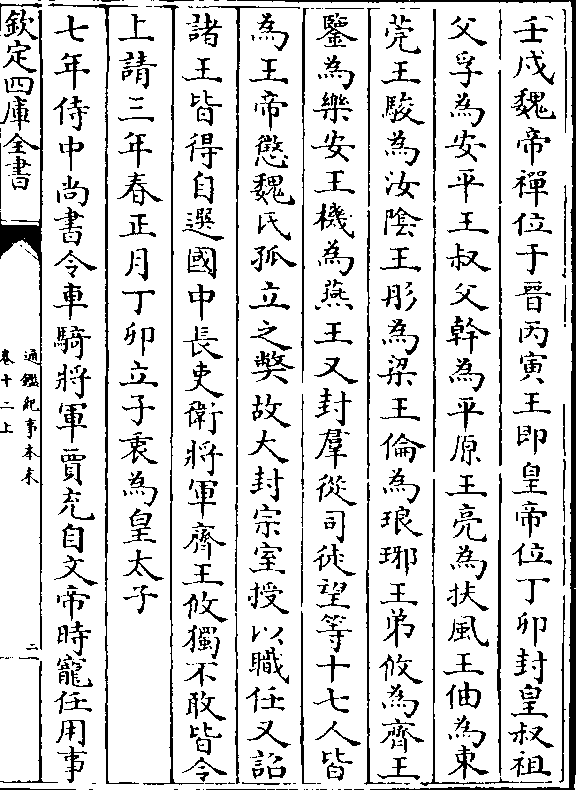 壬戌魏帝禪位于晉丙寅王即皇帝位丁卯封皇叔祖
父孚為安平王叔父幹為平原王亮為扶風王伷為東
莞王駿為汝陰王肜為梁王倫為琅琊王弟攸為齊王
鑒為樂安王機為燕王又封羣從司徒望等十七人皆
為王帝懲魏氏孤立之獘故大封宗室授以職任又詔
諸王皆得自選國中長吏衛將軍齊王攸獨不敢皆令
上請三年春正月丁卯立子衷為皇太子
七年侍中尚書令車騎將軍賈充自文帝時寵任用事
欽定四庫全書
通鑑紀事本末
卷十二上
二